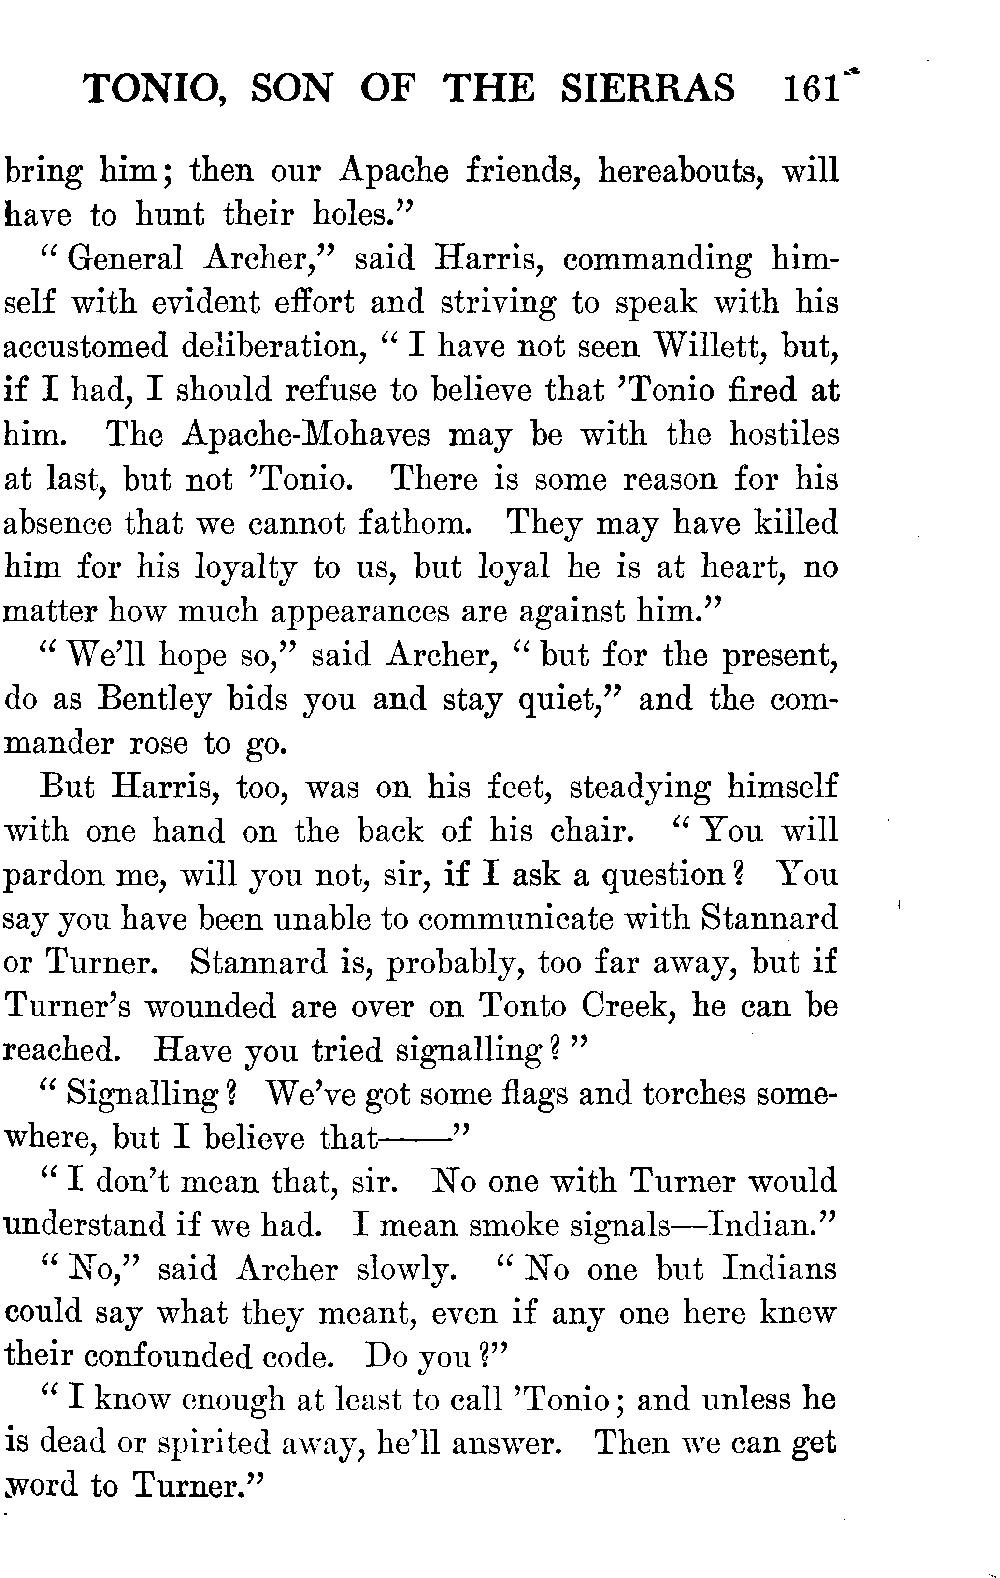 TONIO, SON OF THE SIERRAS 161
bring him; then our Apache friends, hereabouts, will
have to hunt their holes.”
“ General Archer,” said Harris, commanding him-
self with evident effort and striving to speak with his
accustomed deliberation, “ I have not seen Willett, but,
if I had, I should refuse to believe that ’Tonio fired at
him. The Apache-Mohaves may be with the hostiles
at last, but not ’Tonio. There is some reason for his
absence that we cannot fathom. They may have killed
him for his loyalty to us, but loyal he is at heart, no
matter how much appearances are against him.”
“ We’ll hope so,” said Archer, “ but for the present,
do as Bentley bids you and stay quiet,” and the com-
mander rose to go.
But Harris, too, was on his feet, steadying himself
with one hand on the back of his chair. “ You will
pardon me, will you not, sir, if I ask a question? You
say you have been unable to communicate with Stannard
or Turner. Stannard is, probably, too far away, but if
Turner’s wounded are over on Tonto Creek, he can be
reached. Have you tried signalling? ”
“ Signalling? We’ve got some flags and torches some-
where, but I believe that——”
“ I don’t mean that, sir. No one with Turner would
understand if we had. I mean smoke signals—Indian.”
“ No,” said Archer slowly. “ No one but Indians
could say what they meant, even if any one here knew
their confounded code. Do you?”
“ I know enough at least to call ’Tonio; and unless he
is dead or spirited away, he’ll answer. Then we can get
word to Turner.”